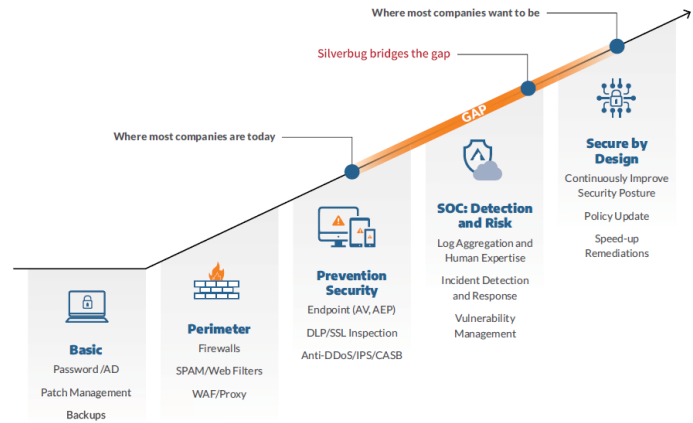 Where most companies want to be
Silverbug bridges the gap
GAP
Where most companies are today
Basic
Password /AD
Patch Management
Backups
Perimeter
Firewalls
SPAM/Web Filters
WAF/Proxy
Prevention
Security
Endpoint (AV, AEP)
DLP/SSL Inspection
Anti-DDoS/IPS/CASB
SOC: Detection
and Risk
Log Aggregation and
Human Expertise
Incident Detection
and Response
Vulnerability
Management
Secure by
Design
Continuously Improve
Security Posture
Policy Update
Speed-up
Remediations